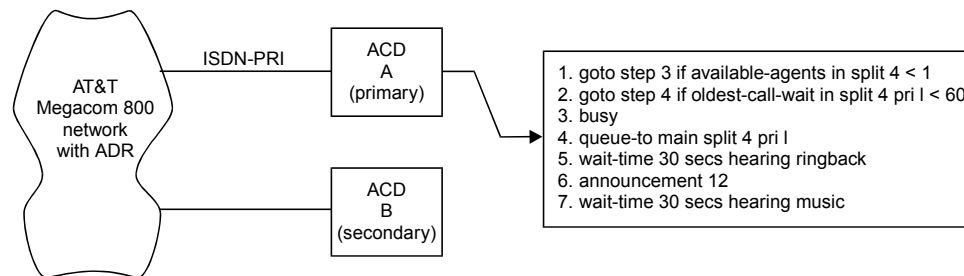 AT&T
Megacom 800
network
with ADR
ISDN-PRI
ACD
A
(primary)
ACD
B
(secondary)
1. goto step 3 if available-agents in split 4 < 1
2. goto step 4 if oldest-call-wait in split 4 pri l < 60
3. busy
4. queue-to main split 4 pri l
5. wait-time 30 secs hearing ringback
6. announcement 12
7. wait-time 30 secs hearing music